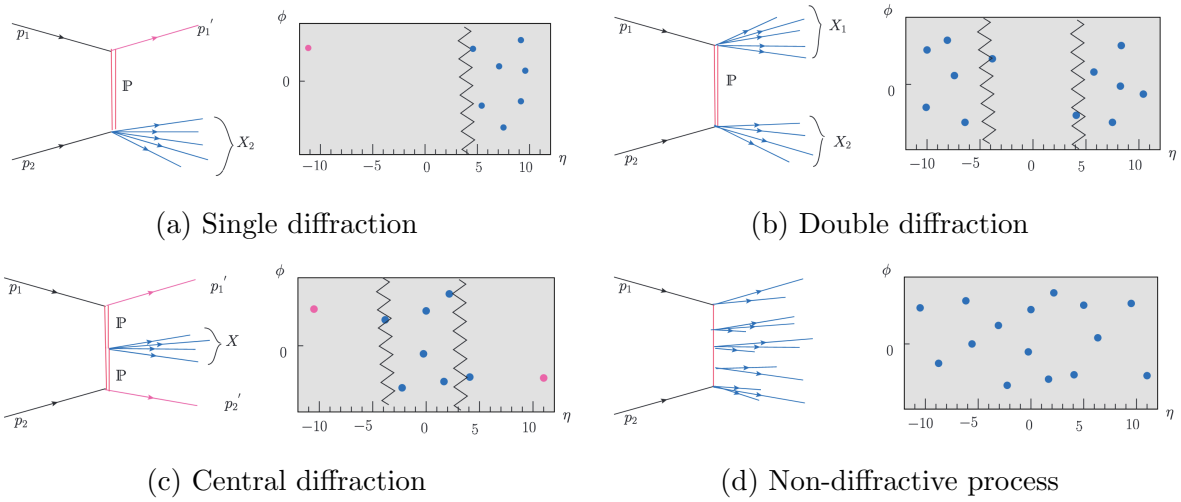 p₁
p₁′
ℙ
X₂
p₂
ϕ
0
−10 −5 0 5 10 η
(a) Single diffraction
p₁
X₁
ℙ
X₂
p₂
ϕ
0
−10 −5 0 5 10 η
(b) Double diffraction
p₁
p₁′
ℙ
X
ℙ
p₂
p₂′
ϕ
0
−10 −5 0 5 10 η
(c) Central diffraction
p₁
p₂
ϕ
0
−10 −5 0 5 10 η
(d) Non-diffractive process